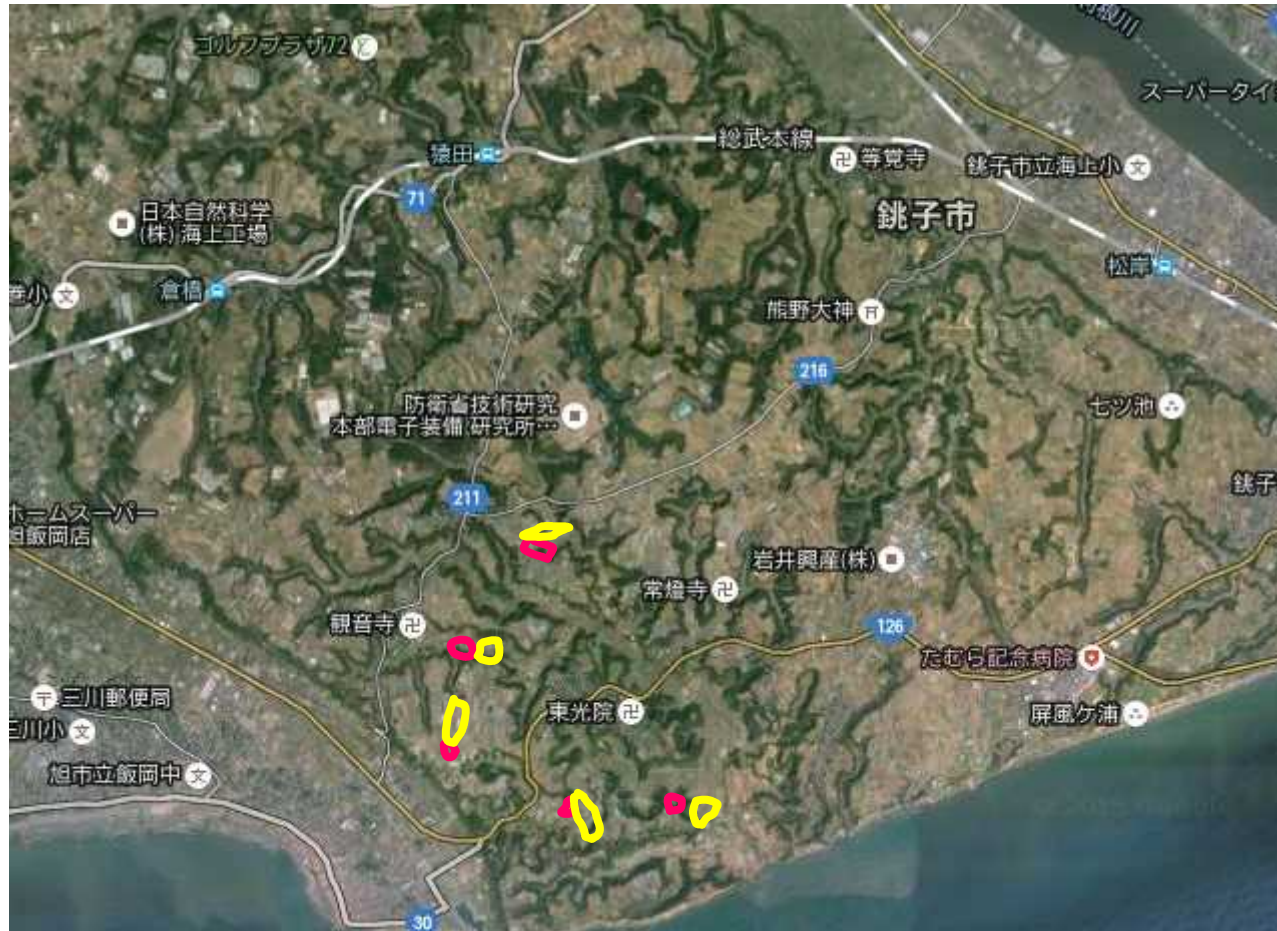 ゴルフプラザ72
利根川
スーパータイ
総武本線
猿田
等覚寺
銚子市立海上小
71
日本自然科学
(株)海上工場
銚子市
松岸
倉橋
巻小
熊野大神
216
防衛省技術研究
本部電子装備研究所…
七ツ池
211
銚子
ホームスーパー
旭飯岡店
岩井興産(株)
常燈寺
観音寺
126
たむら記念病院
三川郵便局
東光院
屏風ケ浦
三川小
旭市立飯岡中
30